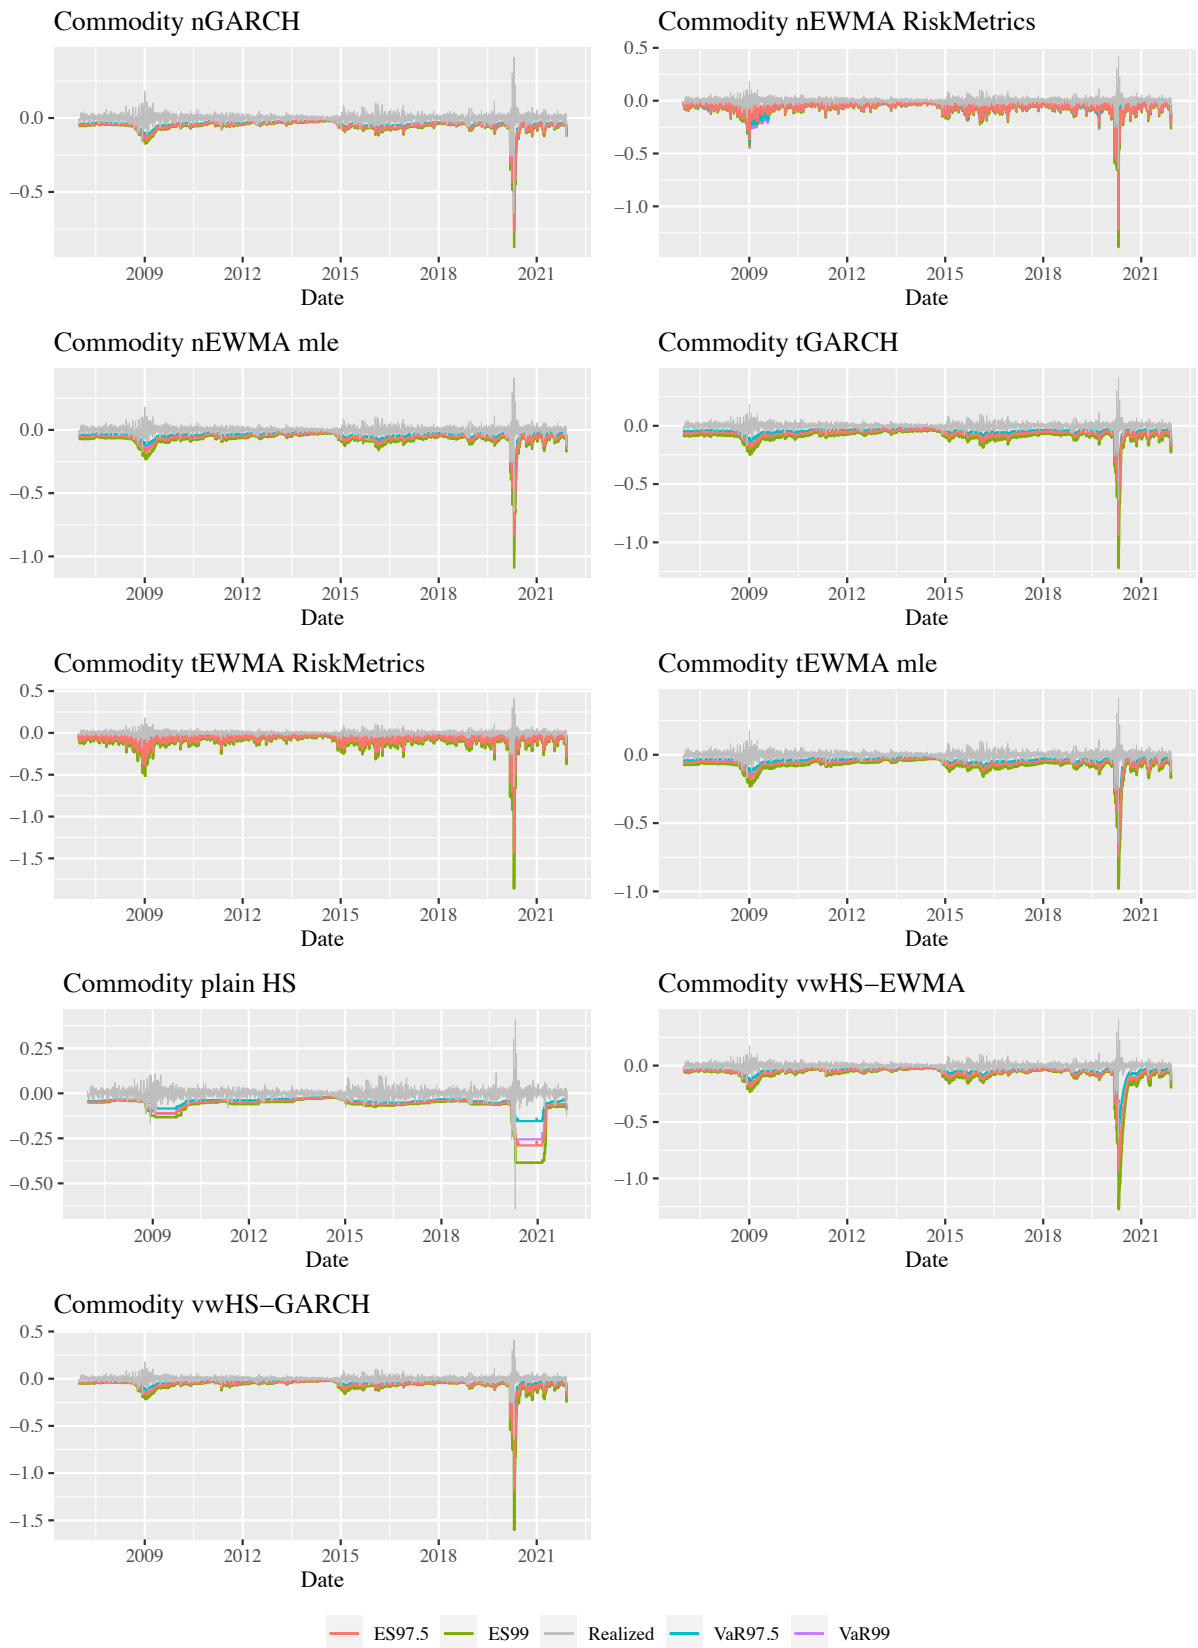 Commodity nGARCH
0.0
−0.5
2009 2012 2015 2018 2021
Date
Commodity nEWMA RiskMetrics
0.5
0.0
−0.5
−1.0
2009 2012 2015 2018 2021
Date
Commodity nEWMA mle
0.0
−0.5
−1.0
2009 2012 2015 2018 2021
Date
Commodity tGARCH
0.0
−0.5
−1.0
2009 2012 2015 2018 2021
Date
Commodity tEWMA RiskMetrics
0.5
0.0
−0.5
−1.0
−1.5
2009 2012 2015 2018 2021
Date
Commodity tEWMA mle
0.0
−0.5
−1.0
2009 2012 2015 2018 2021
Date
Commodity plain HS
0.25
0.00
−0.25
−0.50
2009 2012 2015 2018 2021
Date
Commodity vwHS−EWMA
0.0
−0.5
−1.0
2009 2012 2015 2018 2021
Date
Commodity vwHS−GARCH
0.5
0.0
−0.5
−1.0
−1.5
2009 2012 2015 2018 2021
Date
ES97.5 ES99 Realized VaR97.5 VaR99